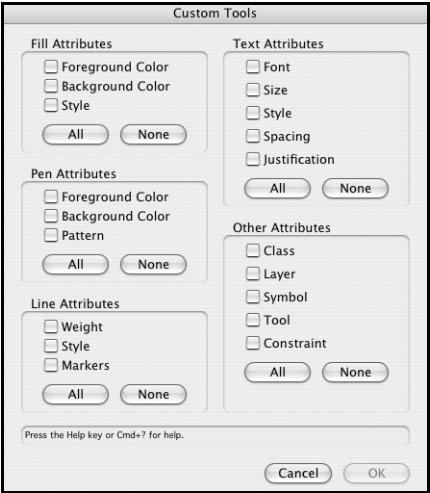 Custom Tools
Fill Attributes
Foreground Color
Background Color
Style
All None
Pen Attributes
Foreground Color
Background Color
Pattern
All None
Line Attributes
Weight
Style
Markers
All None
Text Attributes
Font
Size
Style
Spacing
Justification
All None
Other Attributes
Class
Layer
Symbol
Tool
Constraint
All None
Press the Help key or Cmd+? for help.
Cancel OK